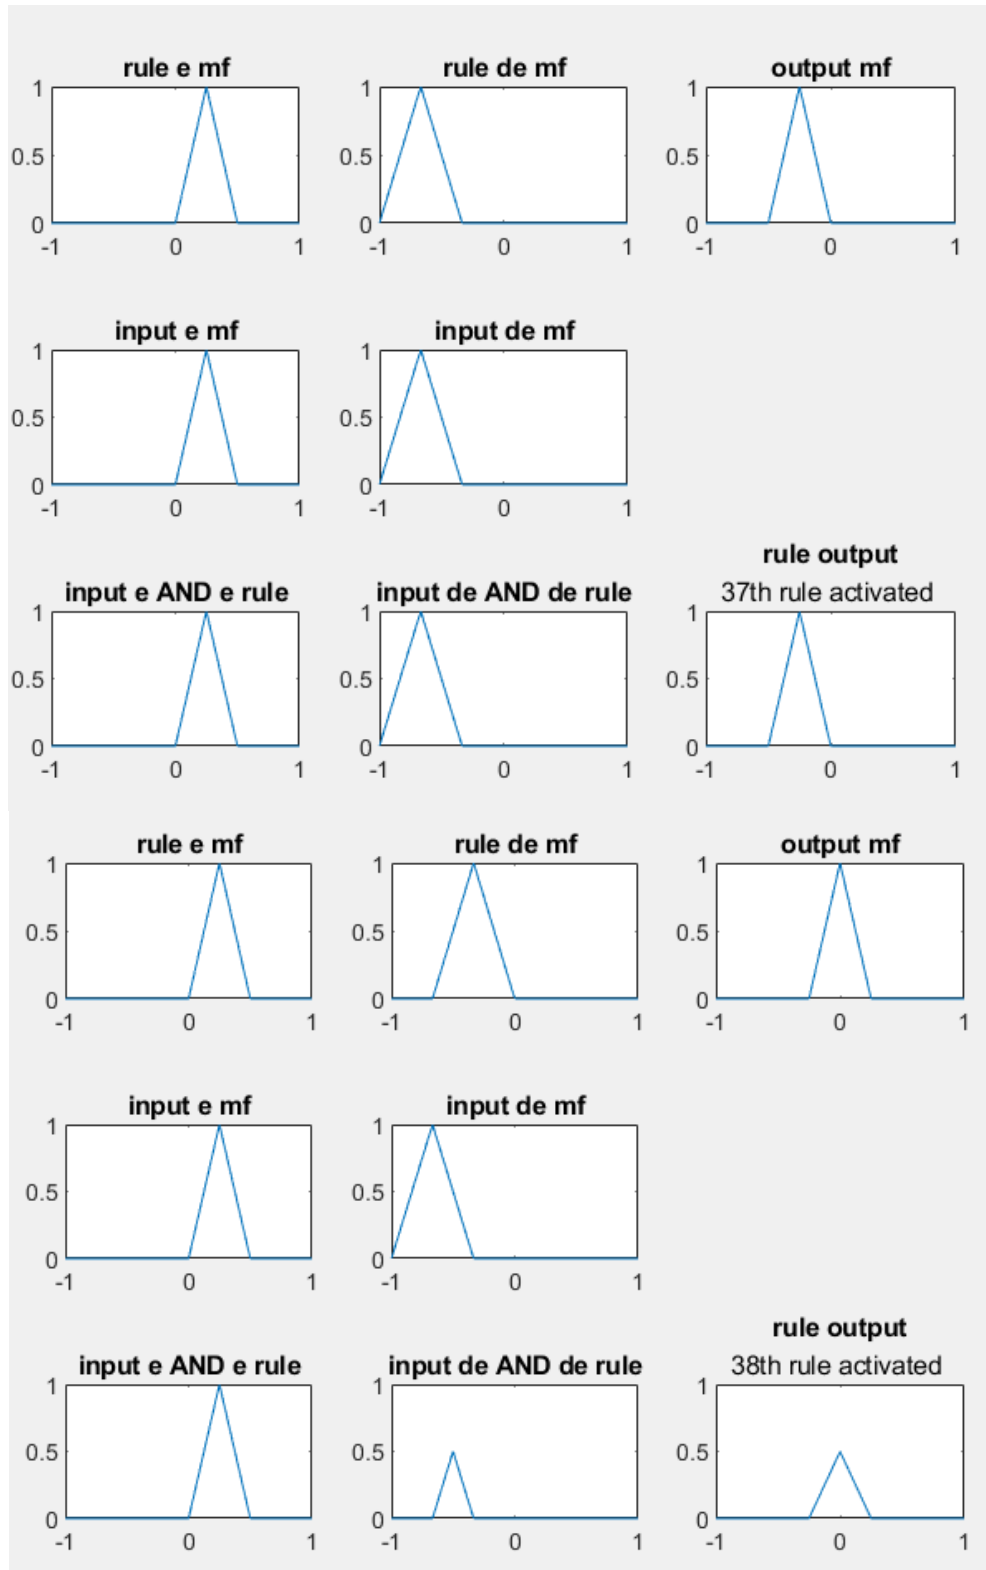 rule e mf rule de mf output mf
1 1 1
0.5 0.5 0.5
0 0 0
-1 0 1 -1 0 1 -1 0 1
input e mf input de mf
1 1
0.5 0.5
0 0
-1 0 1 -1 0 1
rule output
input e AND e rule input de AND de rule 37th rule activated
1 1 1
0.5 0.5 0.5
0 0 0
-1 0 1 -1 0 1 -1 0 1
rule e mf rule de mf output mf
1 1 1
0.5 0.5 0.5
0 0 0
-1 0 1 -1 0 1 -1 0 1
input e mf input de mf
1 1
0.5 0.5
0 0
-1 0 1 -1 0 1
rule output
input e AND e rule input de AND de rule 38th rule activated
1 1 1
0.5 0.5 0.5
0 0 0
-1 0 1 -1 0 1 -1 0 1